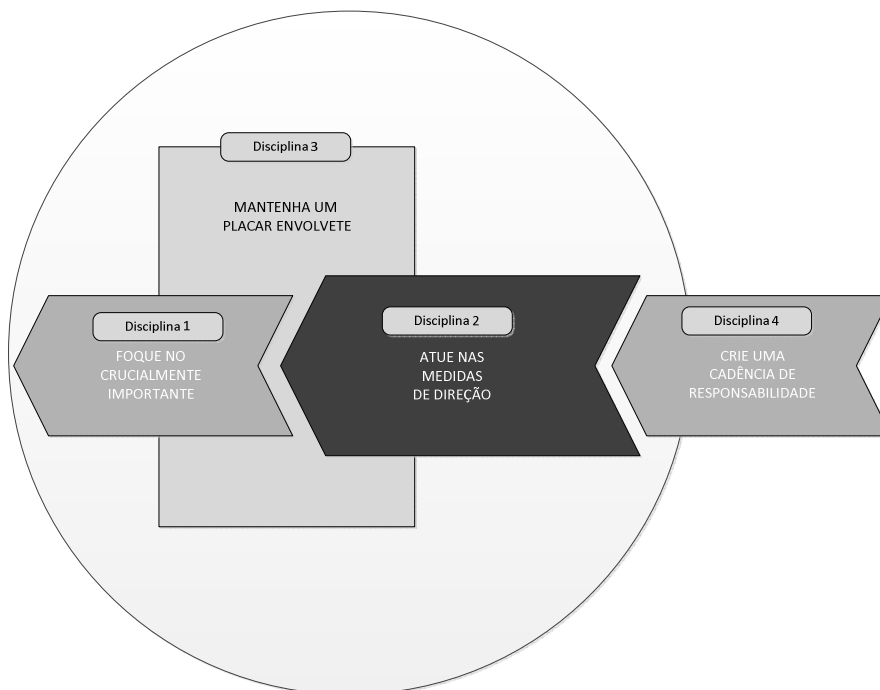 Disciplina 3
MANTENHA UM
PLACAR ENVOLVETE
Disciplina 1
FOQUE NO
CRUCIALMENTE
IMPORTANTE
Disciplina 2
ATUE NAS
MEDIDAS
DE DIREÇÃO
Disciplina 4
CRIE UMA
CADÊNCIA DE
RESPONSABILIDADE